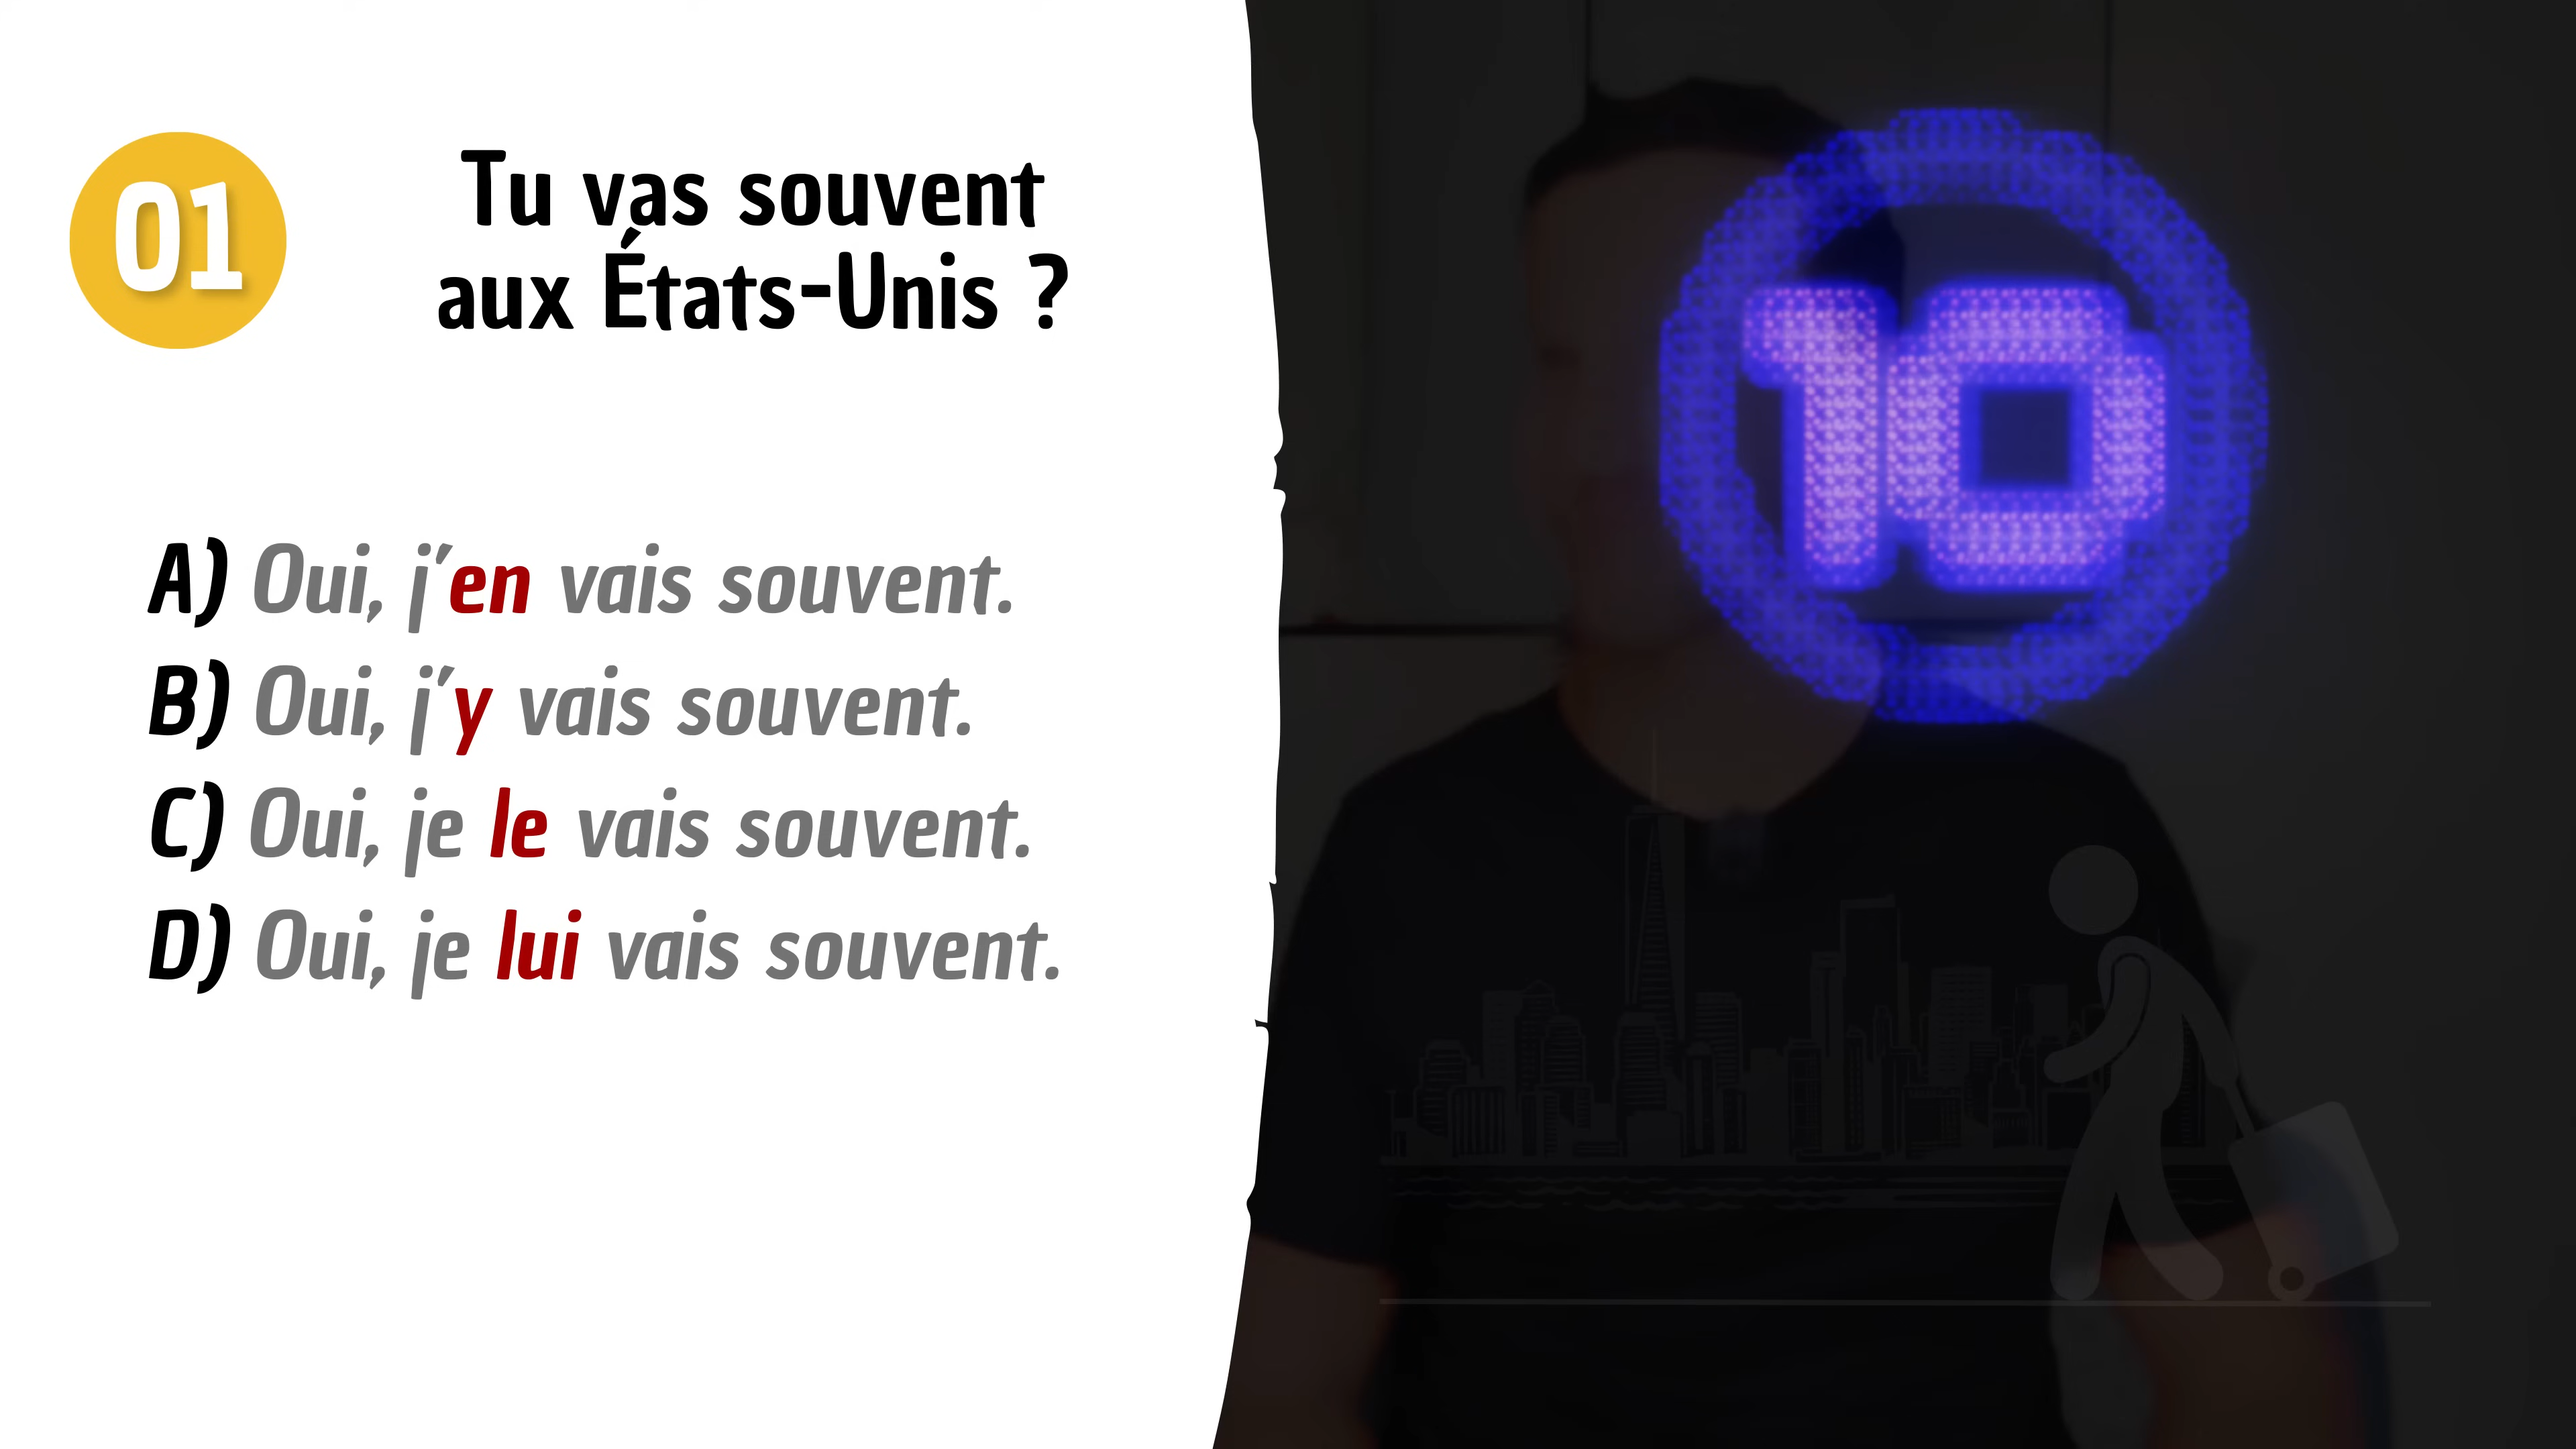 01
Tu vas souvent
aux États-Unis ?
A) Oui, j'en vais souvent.
B) Oui, j'y vais souvent.
C) Oui, je le vais souvent.
D) Oui, je lui vais souvent.
10